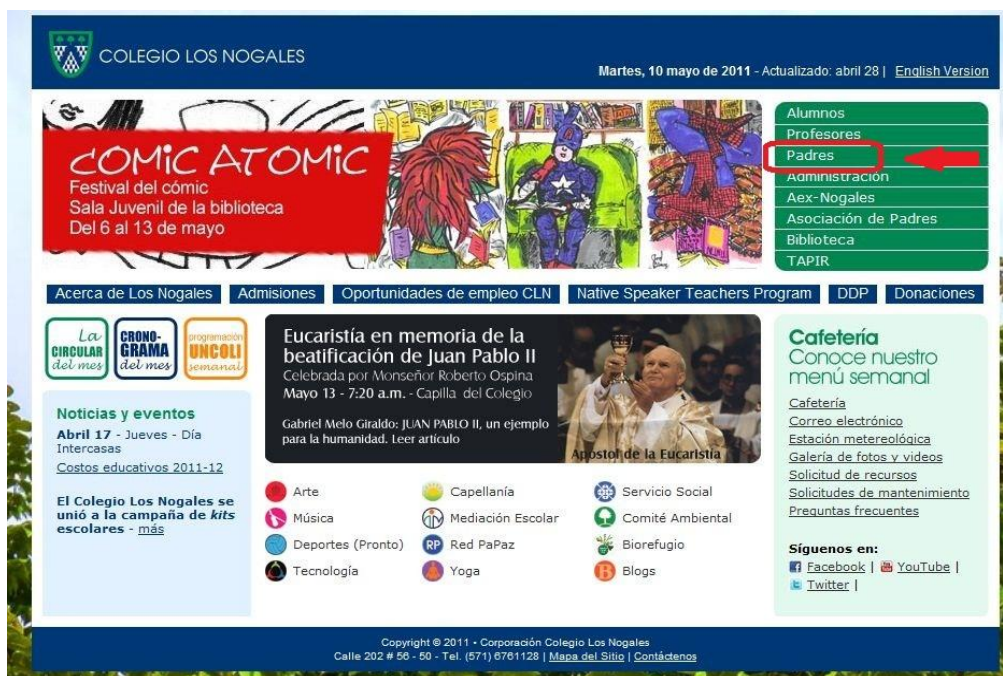 COLEGIO LOS NOGALES
Martes, 10 mayo de 2011 - Actualizado: abril 28 | English Version
COMiC ATOMiC
Festival del cómic
Sala Juvenil de la biblioteca
Del 6 al 13 de mayo
Alumnos
Profesores
Padres
Administración
Aex-Nogales
Asociación de Padres
Biblioteca
TAPIR
Acerca de Los Nogales Admisiones Oportunidades de empleo CLN Native Speaker Teachers Program DDP Donaciones
La
CIRCULAR
del mes
CRONO-
GRAMA
del mes
programación
UNCOLI
semanal
Noticias y eventos
Abril 17 - Jueves - Día
Intercasas
Costos educativos 2011-12
El Colegio Los Nogales se
unió a la campaña de kits
escolares - más
Eucaristía en memoria de la
beatificación de Juan Pablo II
Celebrada por Monseñor Roberto Ospina
Mayo 13 - 7:20 a.m. - Capilla del Colegio
Gabriel Melo Giraldo: JUAN PABLO II, un ejemplo
para la humanidad. Leer artículo
Apostol de la Eucaristía
Arte Capellanía Servicio Social
Música Mediación Escolar Comité Ambiental
Deportes (Pronto) RP Red PaPaz Biorefugio
Tecnología Yoga B Blogs
Cafetería
Conoce nuestro
menú semanal
Cafetería
Correo electrónico
Estación metereológica
Galería de fotos y videos
Solicitud de recursos
Solicitudes de mantenimiento
Preguntas frecuentes
Síguenos en:
Facebook | YouTube |
Twitter |
Copyright © 2011 • Corporación Colegio Los Nogales
Calle 202 # 56 - 50 - Tel. (571) 6761128 | Mapa del Sitio | Contáctenos